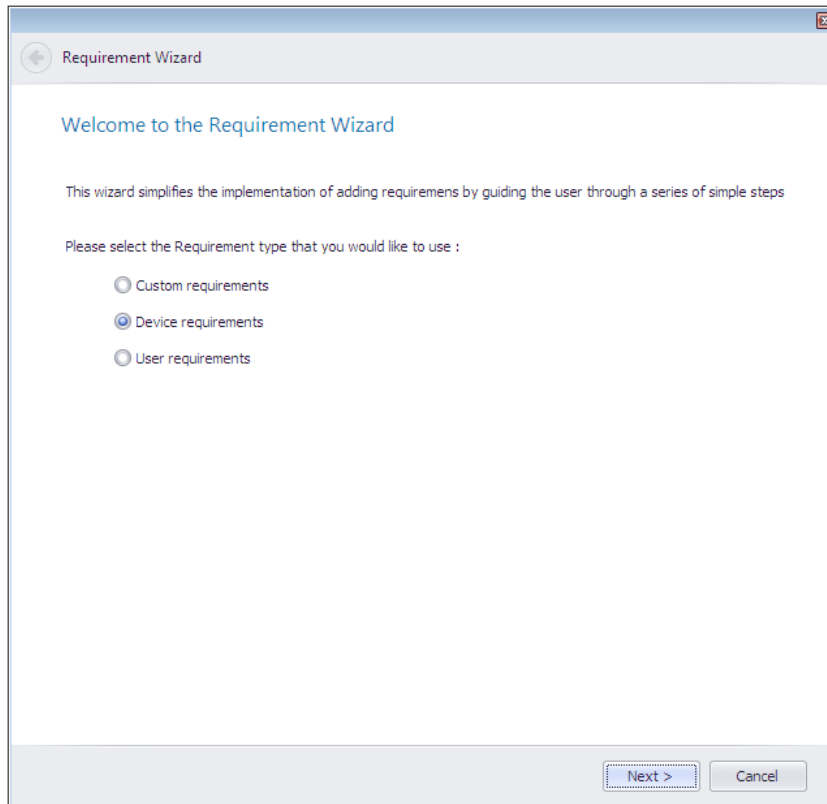 Requirement Wizard
Welcome to the Requirement Wizard
This wizard simplifies the implementation of adding requiremens by guiding the user through a series of simple steps
Please select the Requirement type that you would like to use :
Custom requirements
Device requirements
User requirements
Next >
Cancel